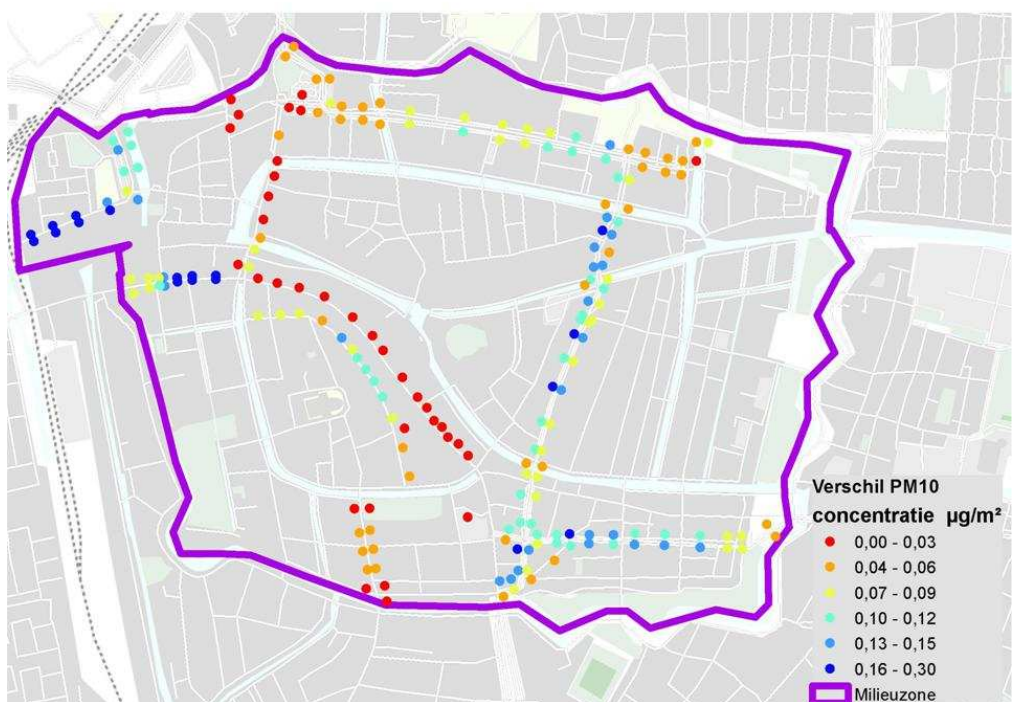 Verschil PM10
concentratie µg/m²
0,00 - 0,03
0,04 - 0,06
0,07 - 0,09
0,10 - 0,12
0,13 - 0,15
0,16 - 0,30
Milieuzone